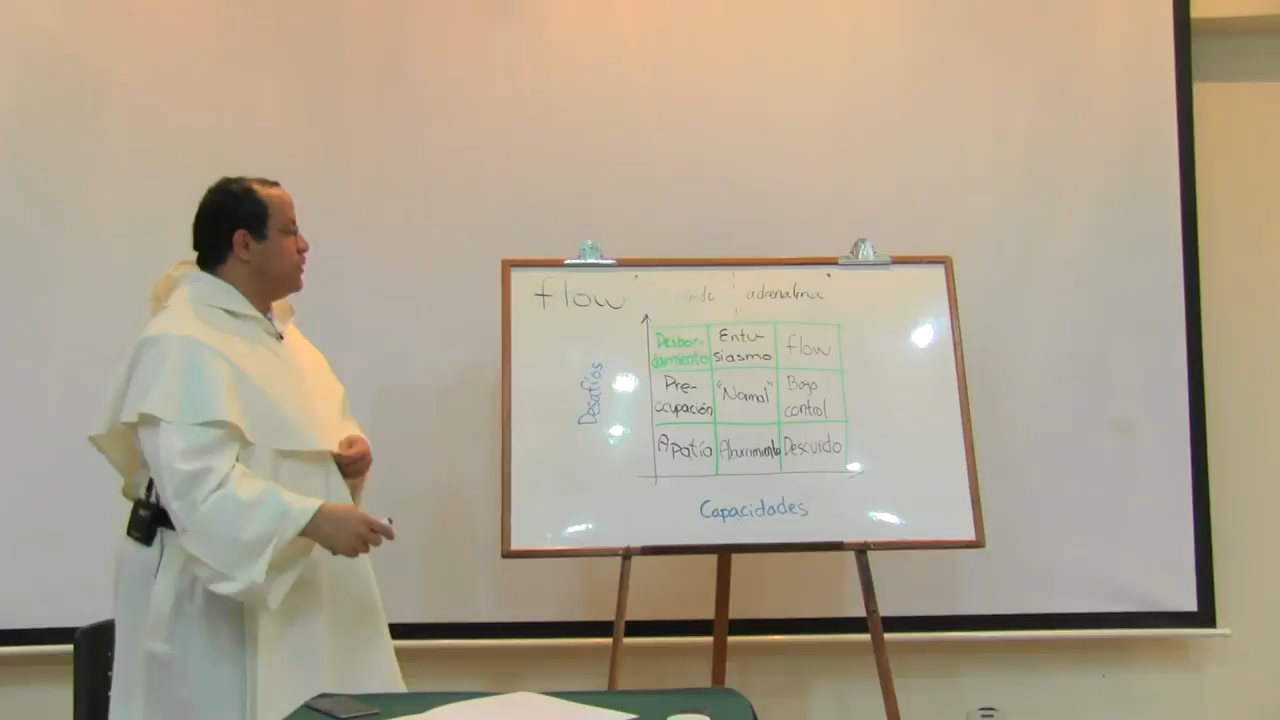 flow
adrenalina
Desbor-
damiento
Entu-
siasmo
flow
Desafíos
Pre-
ocupación
"Normal"
Bajo
control
Apatía
Aburrimiento
Descuido
Capacidades